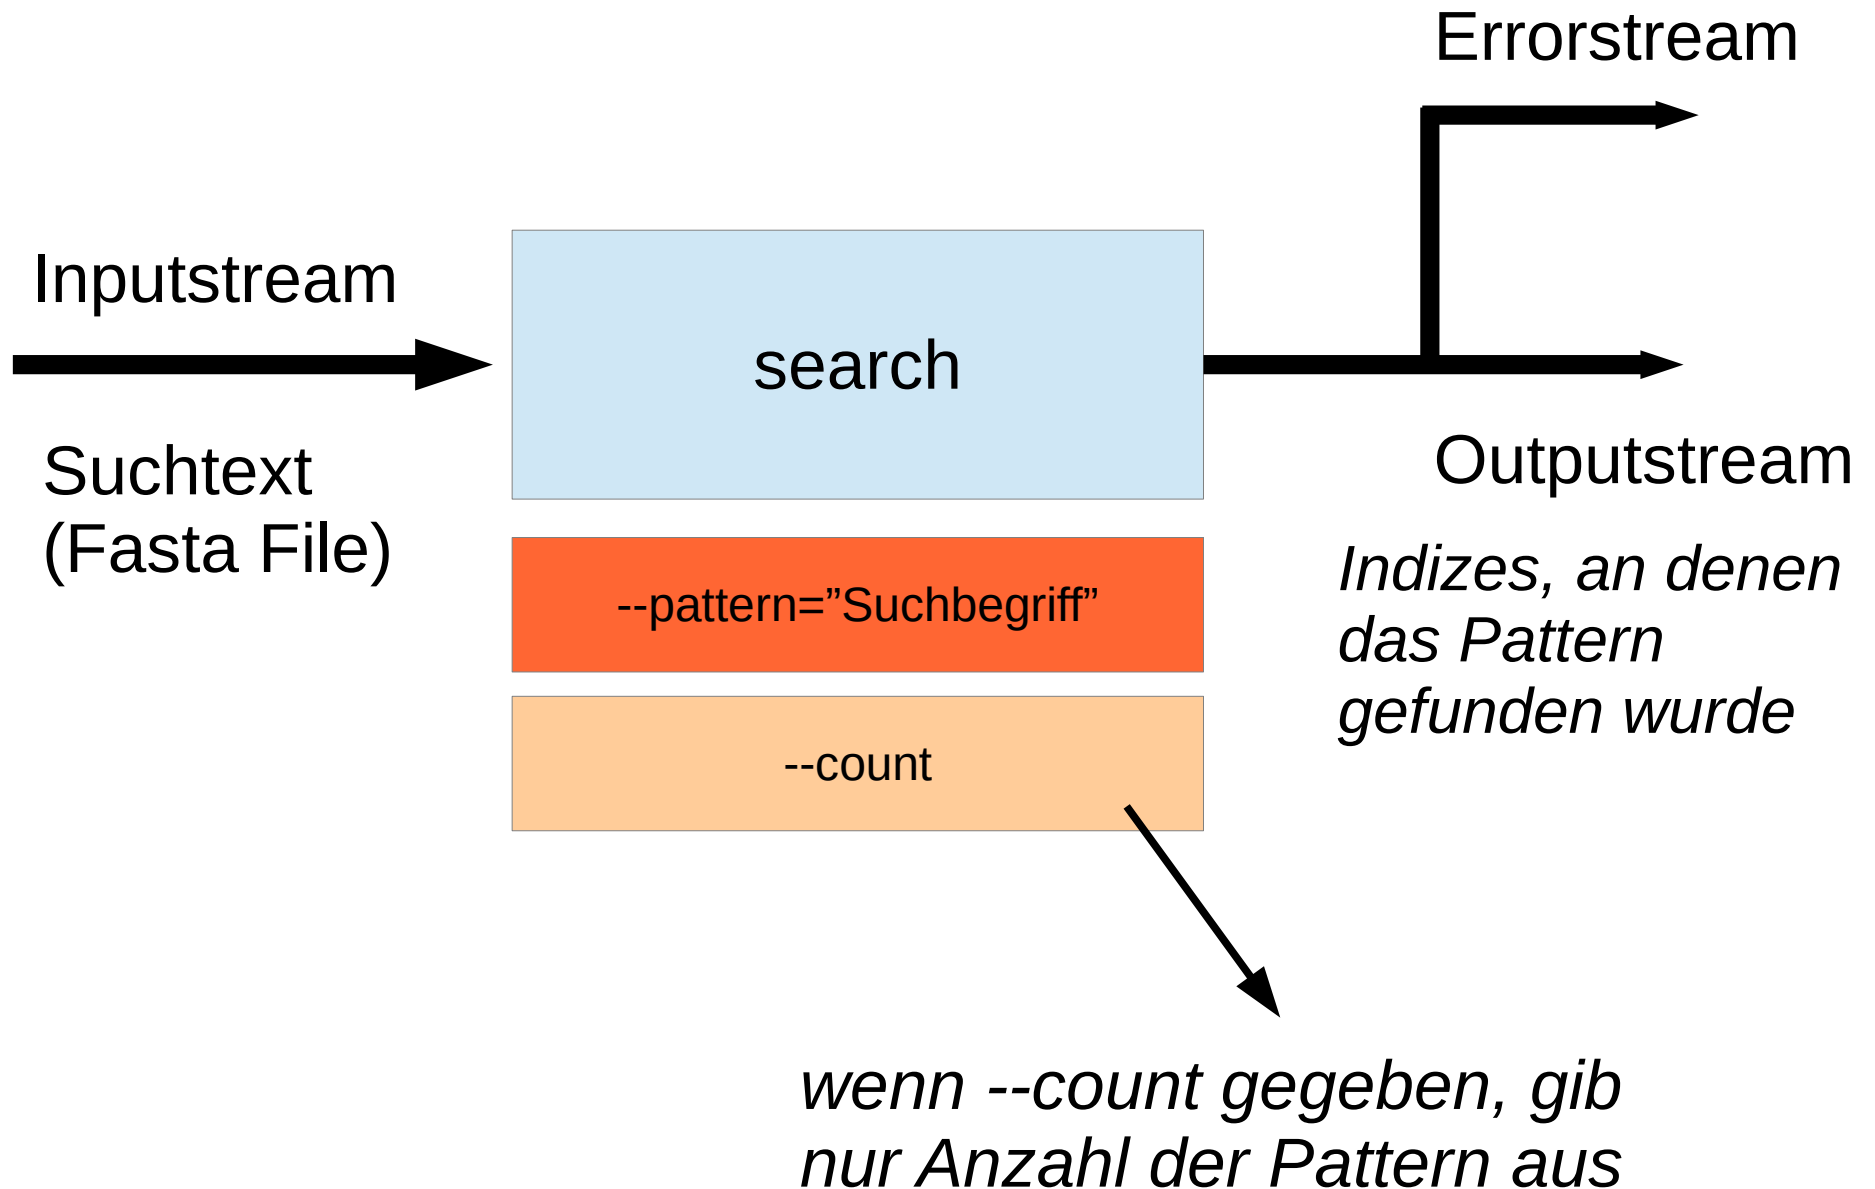 Errorstream
Inputstream
search
Suchtext
(Fasta File)
Outputstream
--pattern=”Suchbegriff”
Indizes, an denen
das Pattern
gefunden wurde
--count
wenn --count gegeben, gib
nur Anzahl der Pattern aus